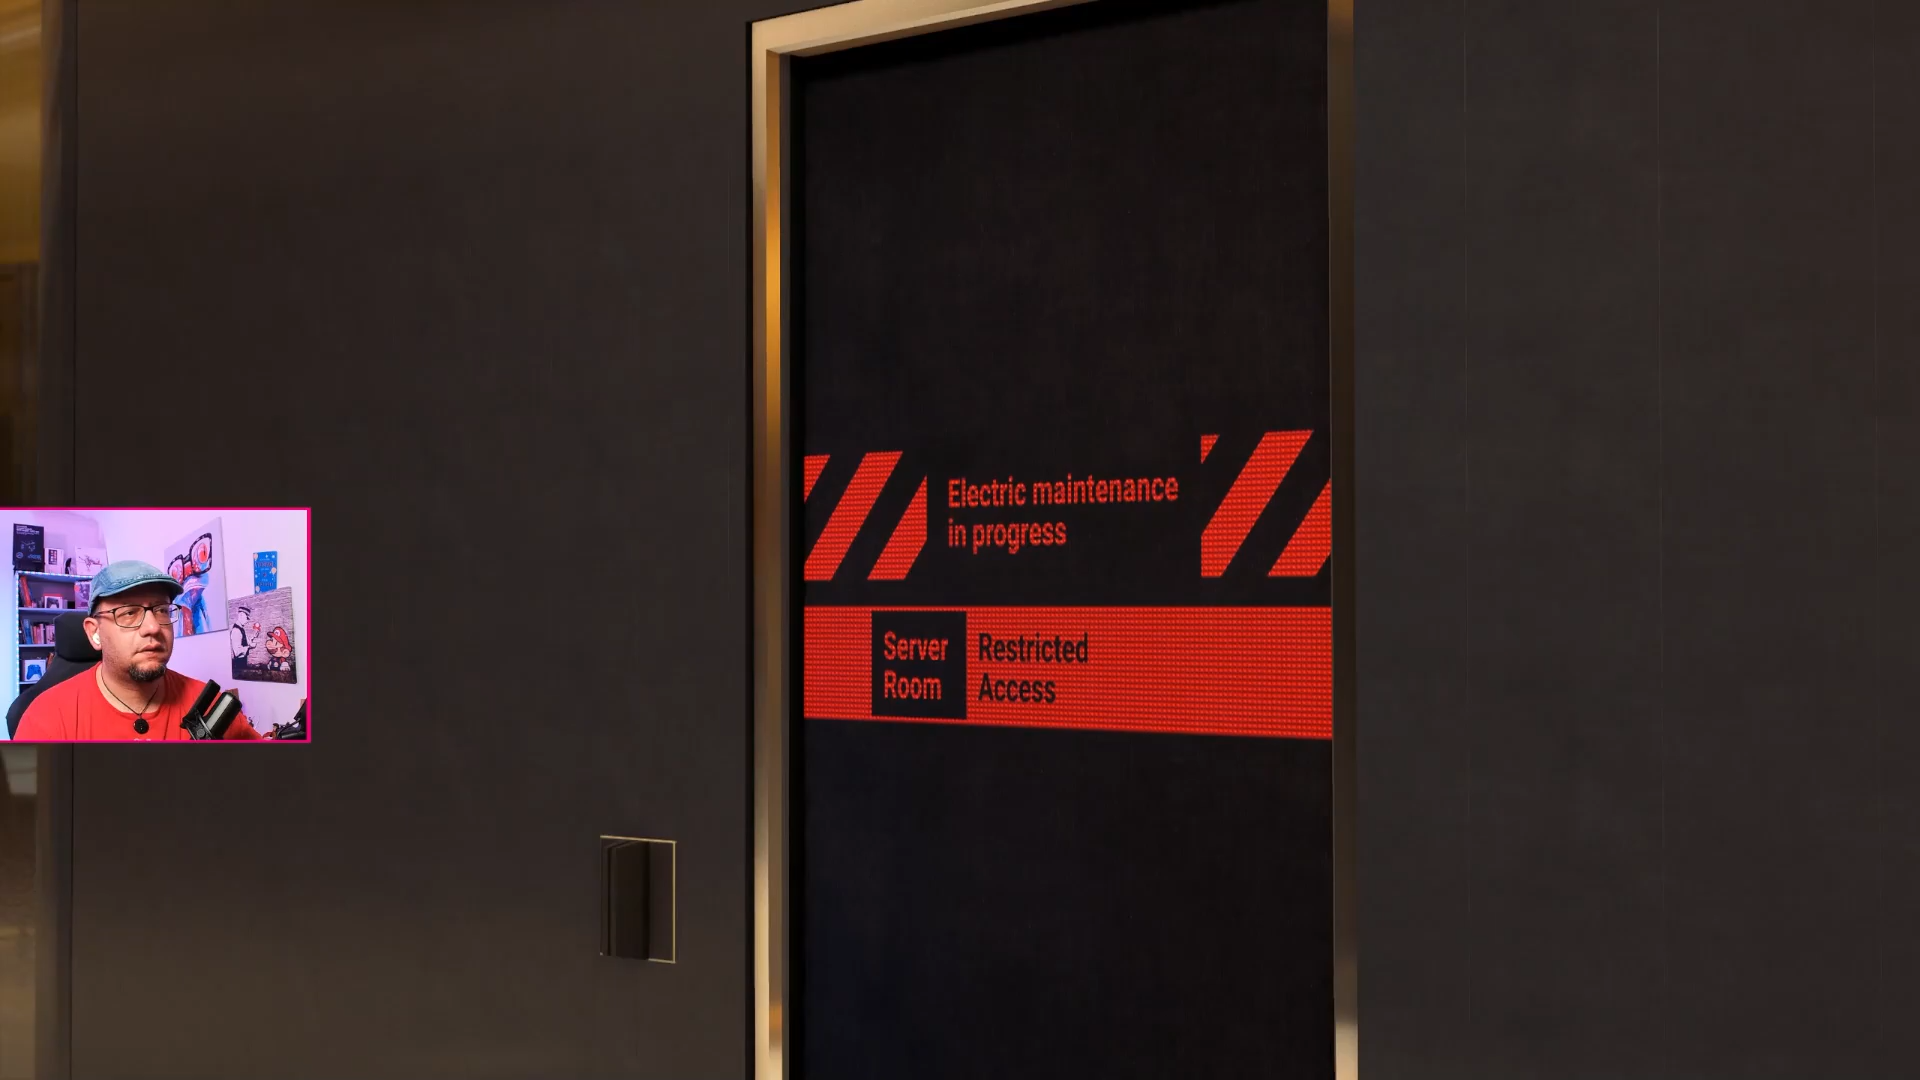 Electric maintenance
in progress
Server
Room
Restricted
Access